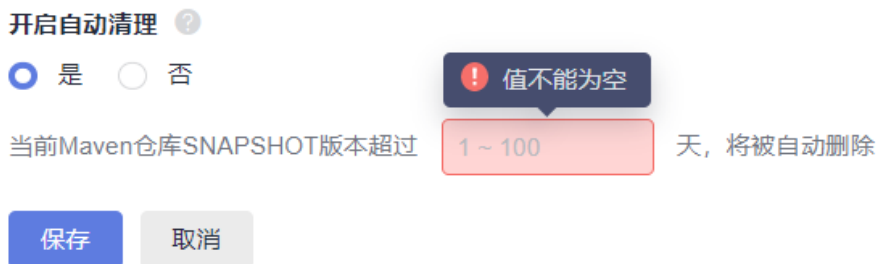 开启自动清理 ?
是 否
值不能为空
当前Maven仓库SNAPSHOT版本超过 1 ~ 100 天，将被自动删除
保存 取消